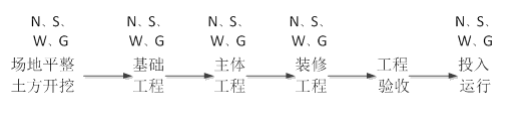 N、S、 N、S、 N、S、 N、S、 N、S、
W、G W、G W、G W、G W、G
场地平整 基础 主体 装修 工程 投入
土方开挖 工程 工程 工程 验收 运行